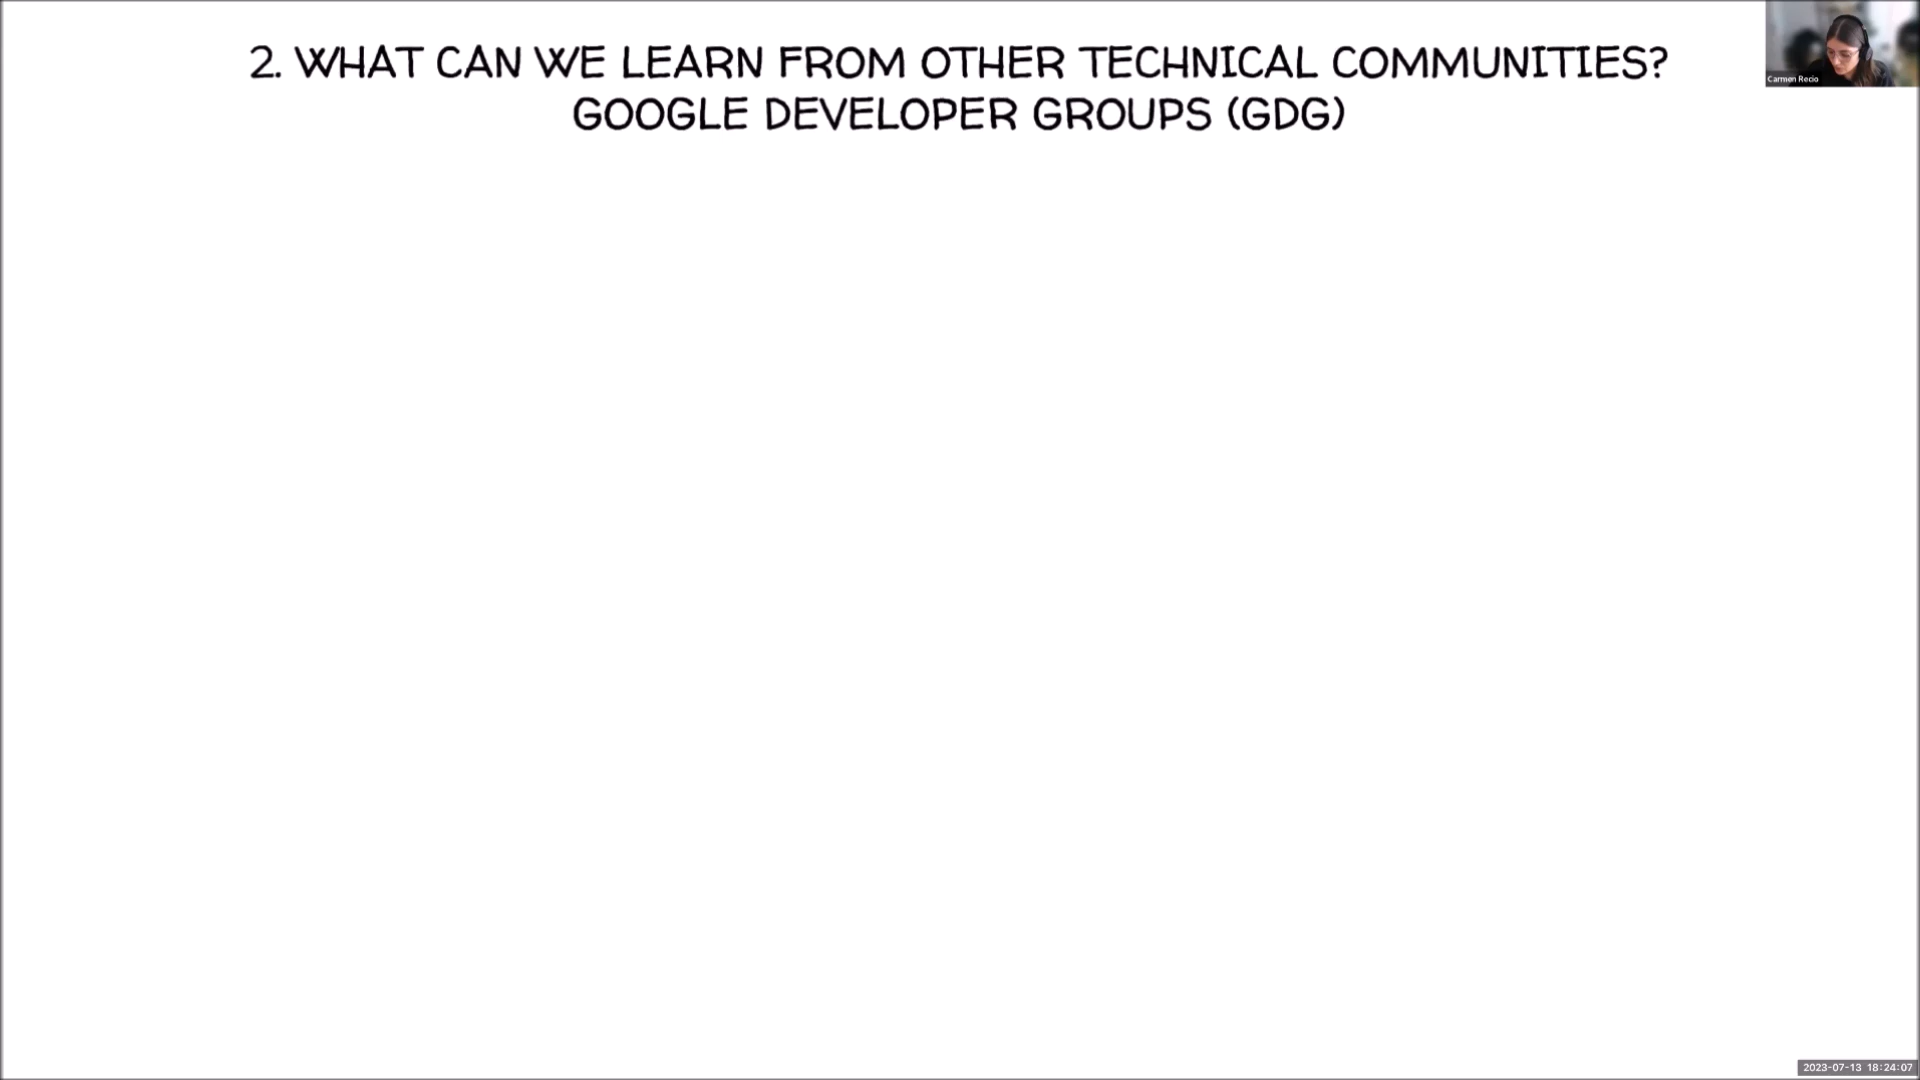 2. WHAT CAN WE LEARN FROM OTHER TECHNICAL COMMUNITIES?
GOOGLE DEVELOPER GROUPS (GDG)
Carmen Recio
2023-07-13 18:24:07